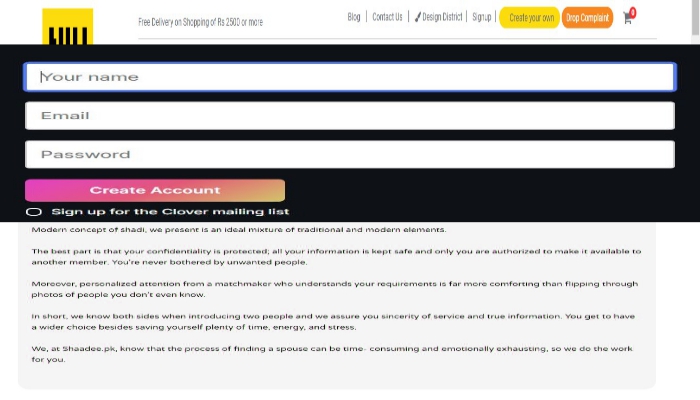 Free Delivery on Shopping of Rs 2500 or more
Blog Contact Us Design District Signup Create your own Drop Complaint 0
Your name
Email
Password
Create Account
Sign up for the Clover mailing list
Modern concept of shadi, we present is an ideal mixture of traditional and modern elements.
The best part is that your confidentiality is protected; all your information is kept safe and only you are authorized to make it available to
another member. You're never bothered by unwanted people.
Moreover, personalized attention from a matchmaker who understands your requirements is far more comforting than flipping through
photos of people you don't even know.
In short, we know both sides when introducing two people and we assure you sincerity of service and true information. You get to have
a wider choice besides saving yourself plenty of time, energy, and stress.
We, at Shaadee.pk, know that the process of finding a spouse can be time- consuming and emotionally exhausting, so we do the work
for you.